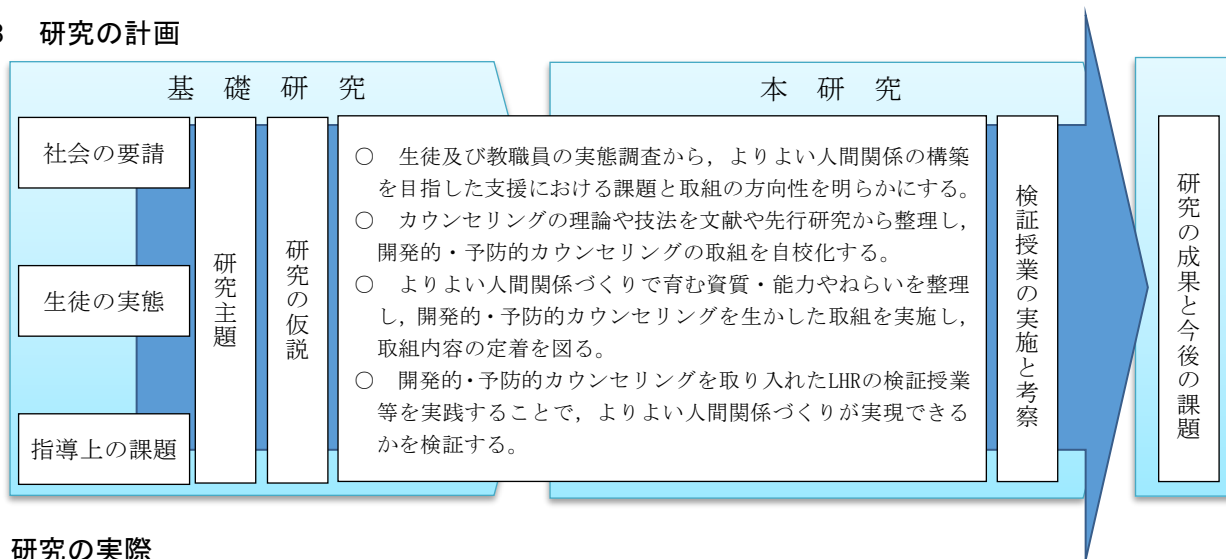 3 研究の計画
基礎研究
本研究
社会の要請
生徒の実態
指導上の課題
研究主題
研究の仮説
○ 生徒及び教職員の実態調査から，よりよい人間関係の構築
を目指した支援における課題と取組の方向性を明らかにする。
○ カウンセリングの理論や技法を文献や先行研究から整理し，
開発的・予防的カウンセリングの取組を自校化する。
○ よりよい人間関係づくりで育む資質・能力やねらいを整理
し，開発的・予防的カウンセリングを生かした取組を実施し，
取組内容の定着を図る。
○ 開発的・予防的カウンセリングを取り入れたLHRの検証授業
等を実践することで，よりよい人間関係づくりが実現できる
かを検証する。
検証授業の実施と考察
研究の成果と今後の課題
研究の実際